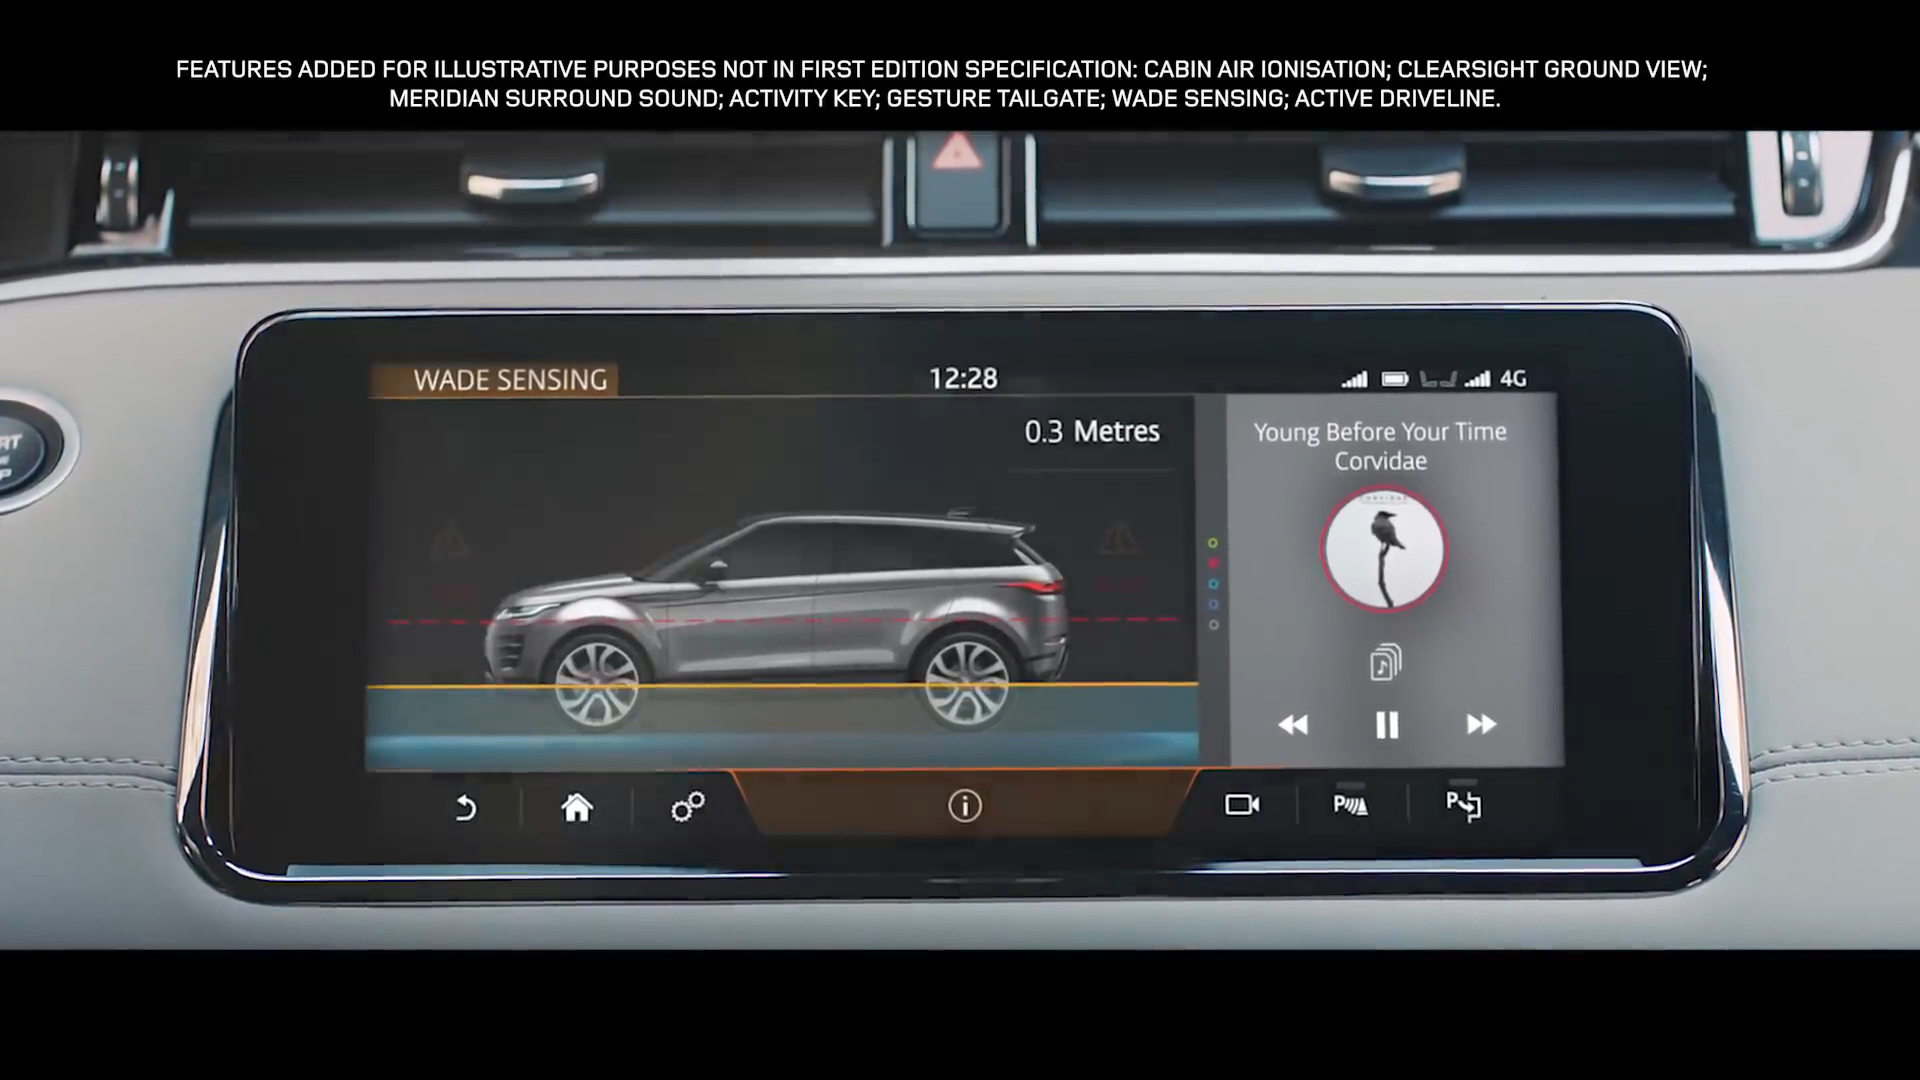 FEATURES ADDED FOR ILLUSTRATIVE PURPOSES NOT IN FIRST EDITION SPECIFICATION: CABIN AIR IONISATION; CLEARSIGHT GROUND VIEW;
MERIDIAN SURROUND SOUND; ACTIVITY KEY; GESTURE TAILGATE; WADE SENSING; ACTIVE DRIVELINE.
WADE SENSING
12:28
4G
0.3 Metres
Young Before Your Time
Corvidae